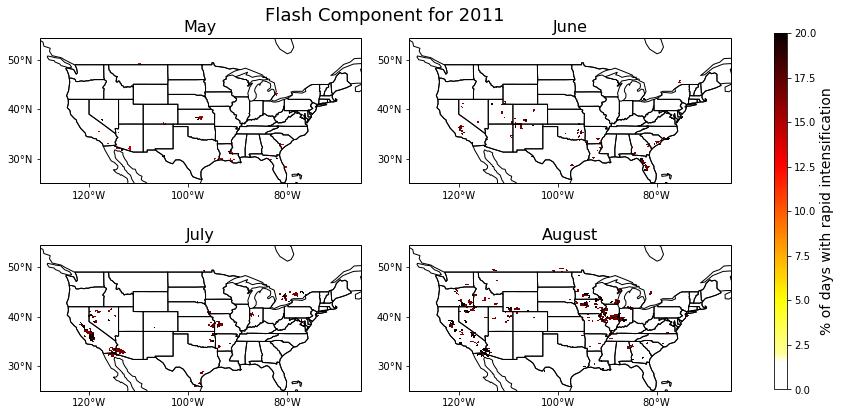 Flash Component for 2011
May
50°N
40°N
30°N
120°W 100°W 80°W
June
50°N
40°N
30°N
120°W 100°W 80°W
July
50°N
40°N
30°N
120°W 100°W 80°W
August
50°N
40°N
30°N
120°W 100°W 80°W
20.0
17.5
15.0
12.5
10.0
7.5
5.0
2.5
0.0
% of days with rapid intensification